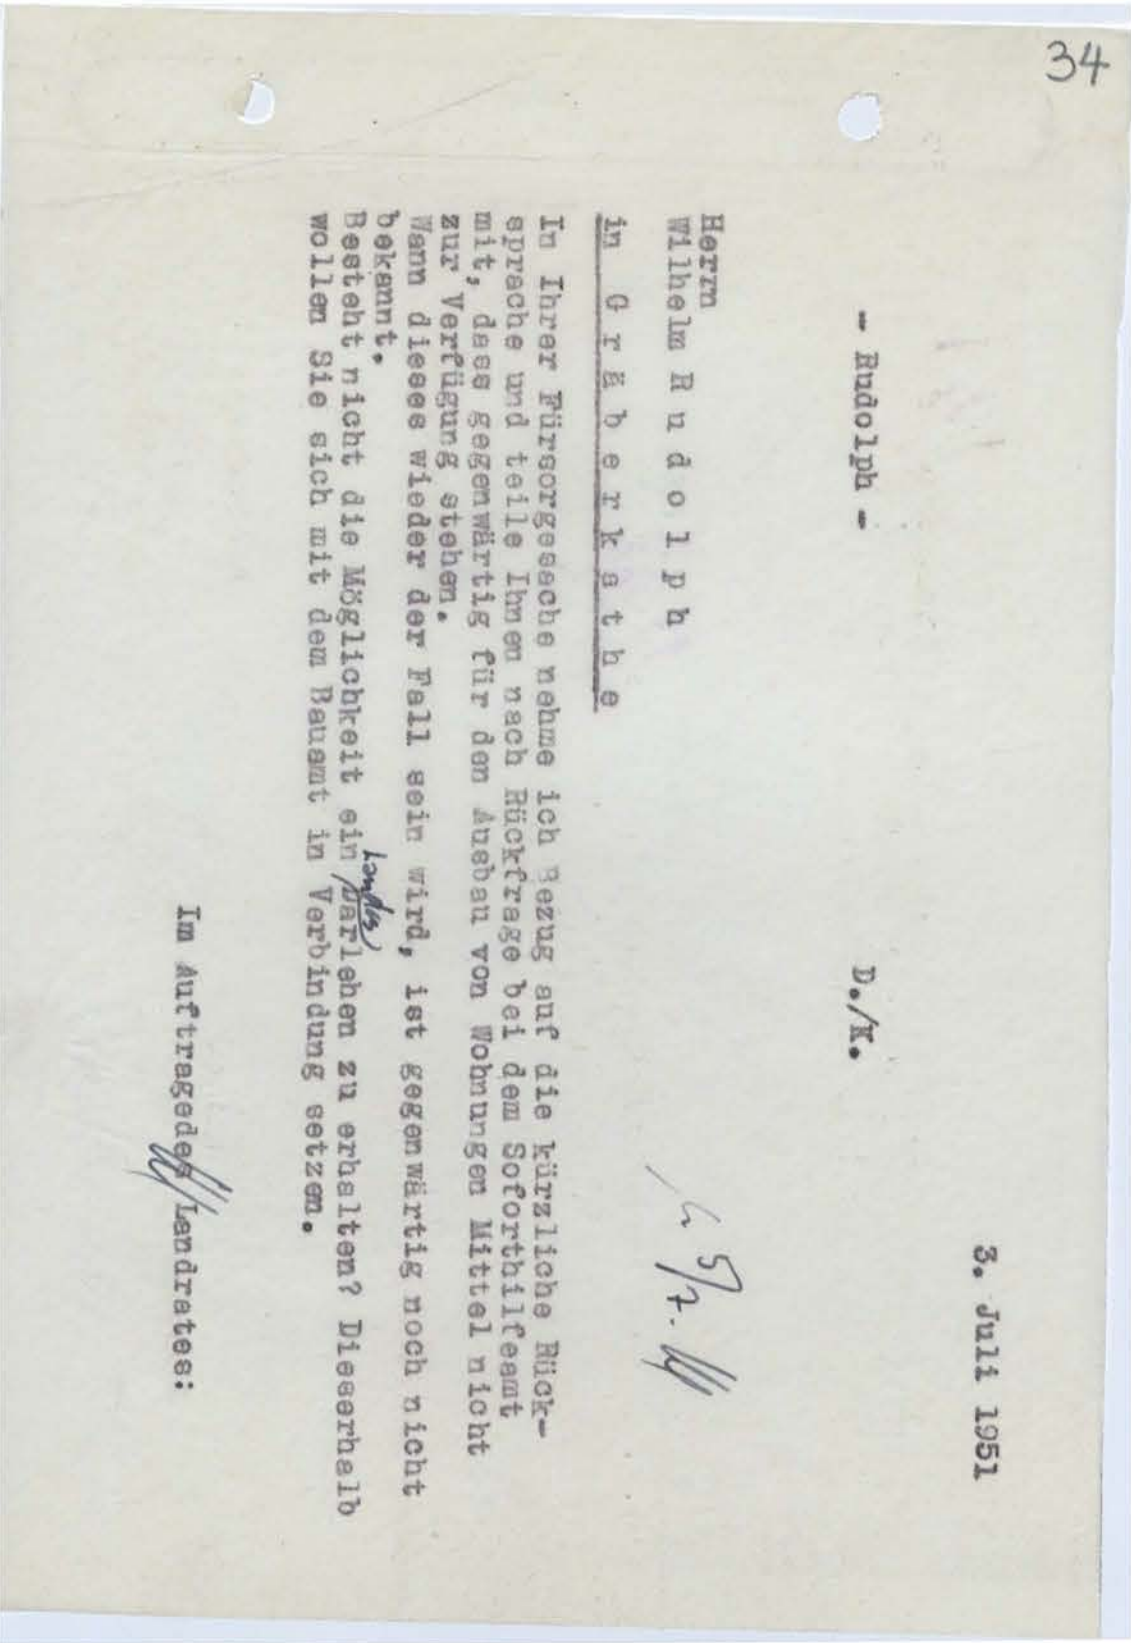 34
3. Juli 1951
- Rudolph -
D./K.
Herrn
Wilhelm R u d o l p h
5/7.
in G r ä b e r k a t h e
In Ihrer Fürsorgesache nehme ich Bezug auf die kürzliche Rück-
sprache und teile Ihnen nach Rückfrage bei dem Soforthilfeamt
mit, dass gegenwärtig für den Ausbau von Wohnungen Mittel nicht
zur Verfügung stehen.
Wann dieses wieder der Fall sein wird, ist gegenwärtig noch nicht
bekannt.
Landes
Besteht nicht die Möglichkeit ein Darlehen zu erhalten? Dieserhalb
wollen Sie sich mit dem Bauamt in Verbindung setzen.
Im Auftragedes Landrates: